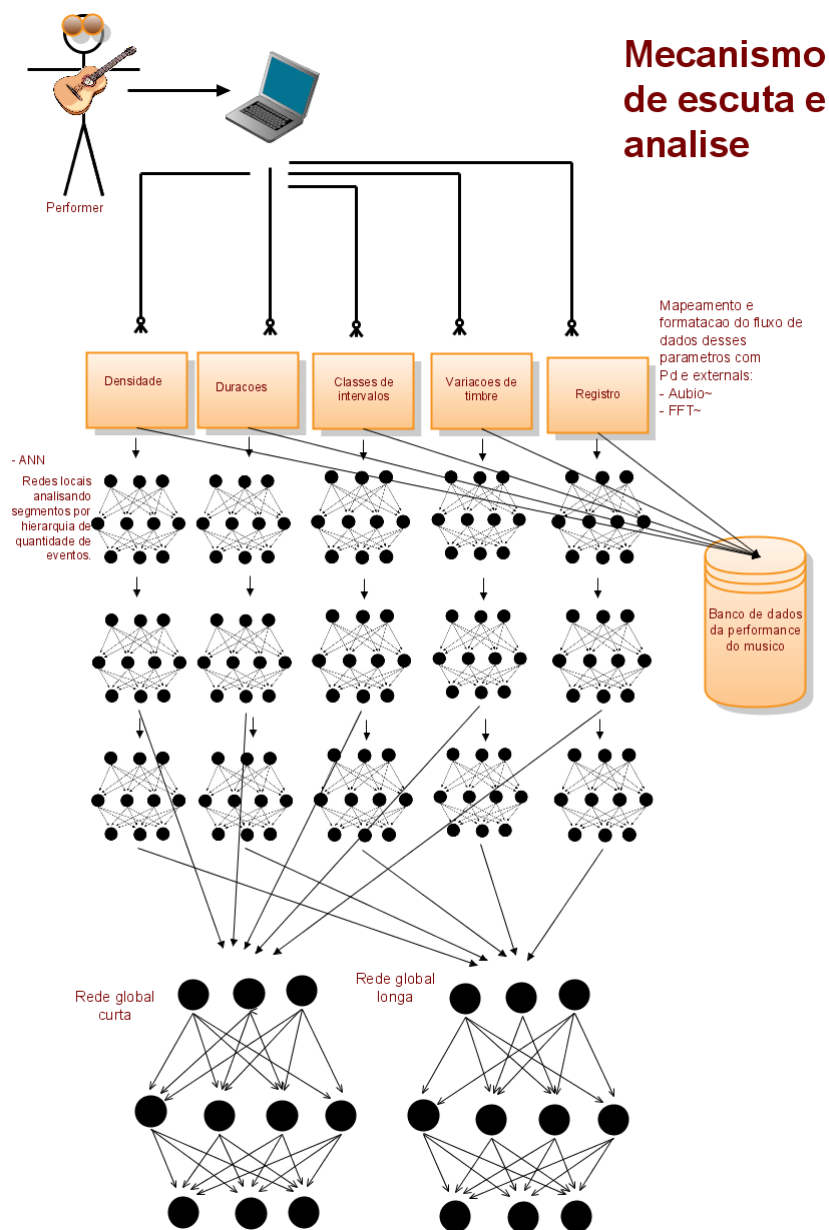 Mecanismo
de escuta e
analise
Performer
Mapeamento e
formatacao do fluxo de
dados desses
parametros com
Pd e externals:
- Aubio~
- FFT~
Densidade
Duracoes
Classes de
intervalos
Variacoes de
timbre
Registro
- ANN
Redes locais
analisando
segmentos por
hierarquia de
quantidade de
eventos.
Banco de dados
da performance
do musico
Rede global
curta
Rede global
longa